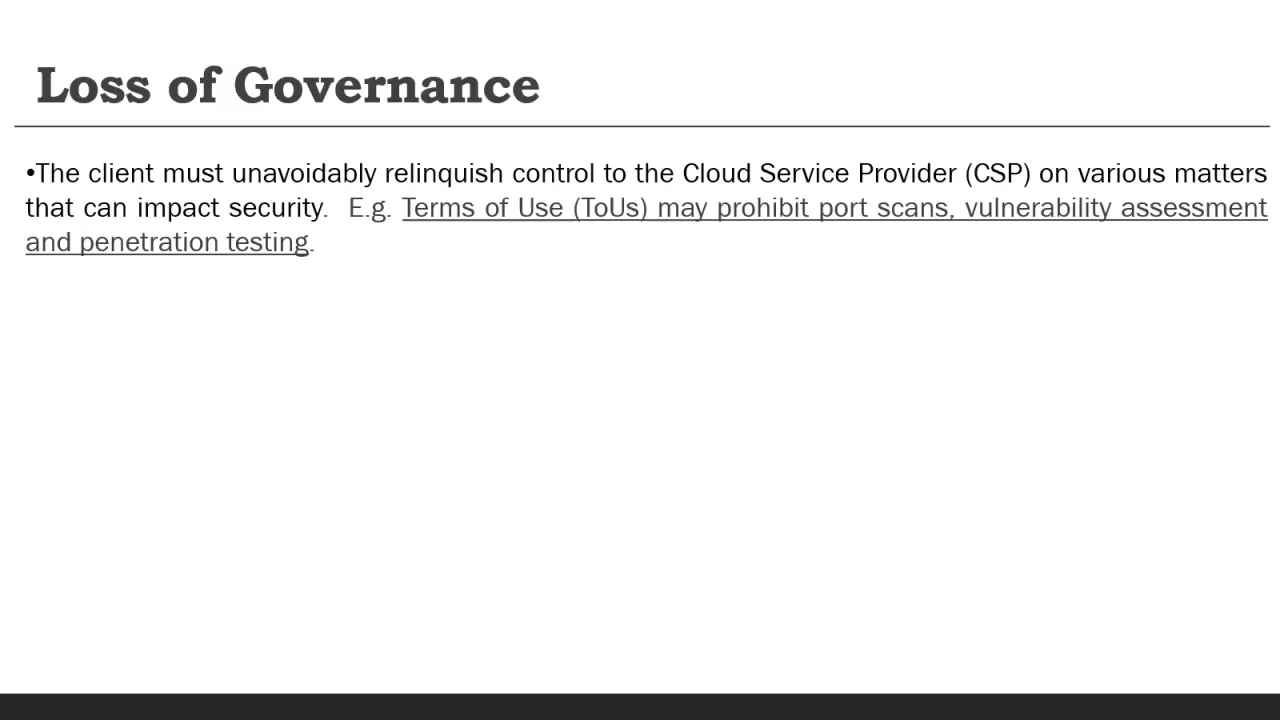 Loss of Governance
•The client must unavoidably relinquish control to the Cloud Service Provider (CSP) on various matters
that can impact security. E.g. Terms of Use (ToUs) may prohibit port scans, vulnerability assessment
and penetration testing.